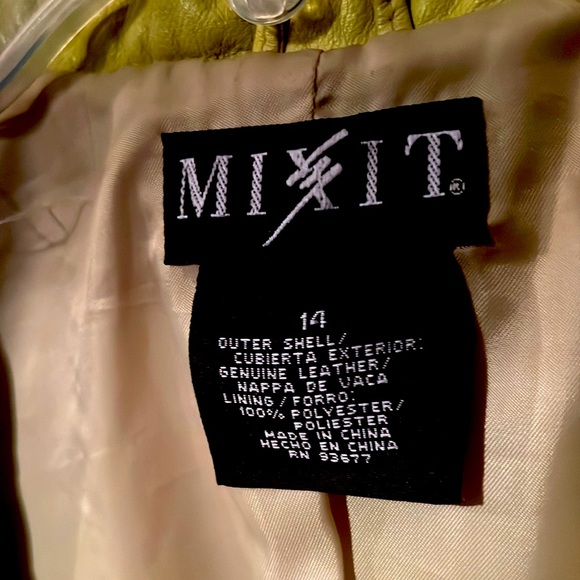 MIXIT®
14
OUTER SHELL/
CUBIERTA EXTERIOR:
GENUINE LEATHER/
NAPPA DE VACA
LINING/FORRO:
100% POLYESTER/
POLIESTER
MADE IN CHINA
HECHO EN CHINA
RN 93677